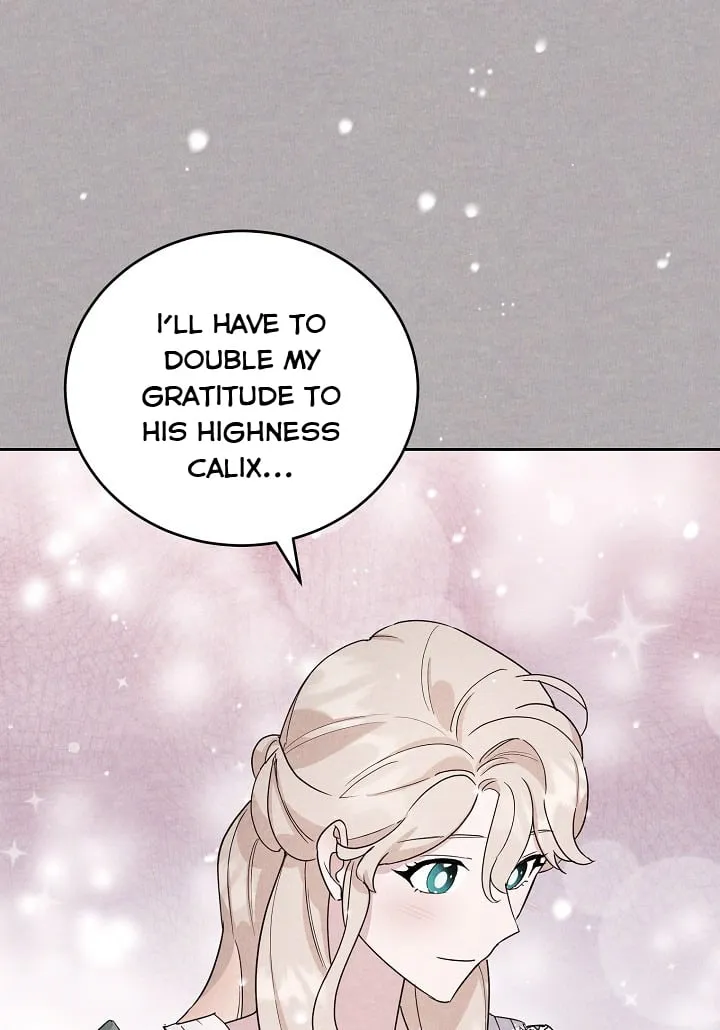 I'LL HAVE TO
DOUBLE MY
GRATITUDE TO
HIS HIGHNESS
CALIX...